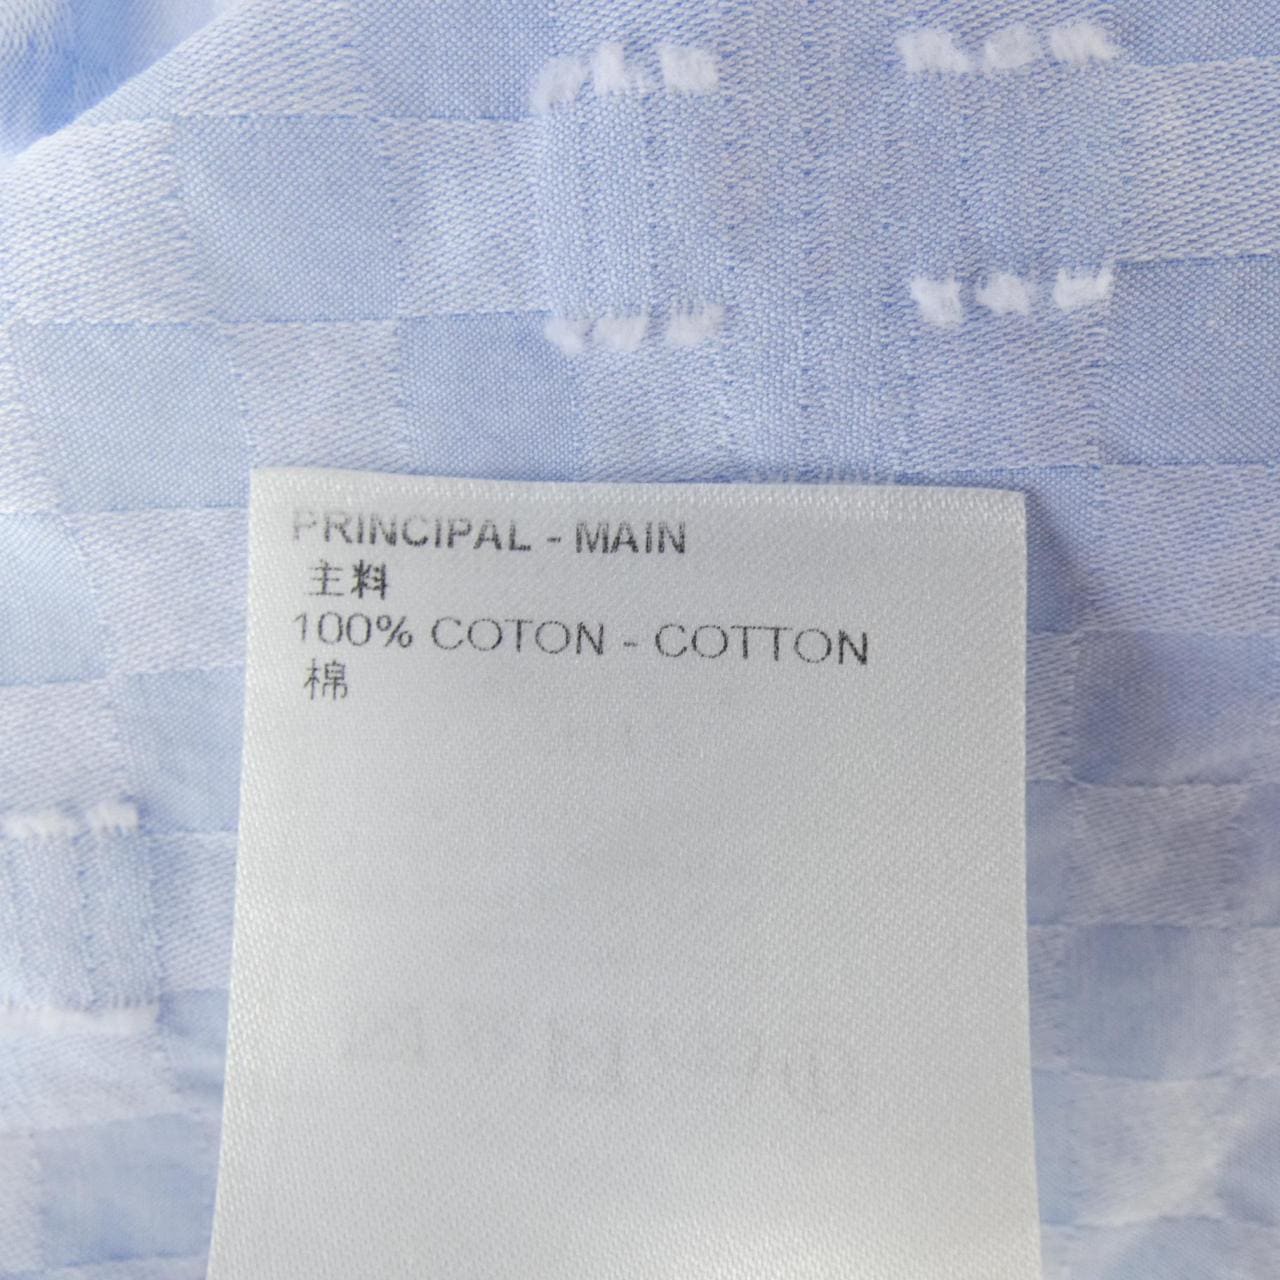 PRINCIPAL - MAIN
主料
100% COTON - COTTON
棉